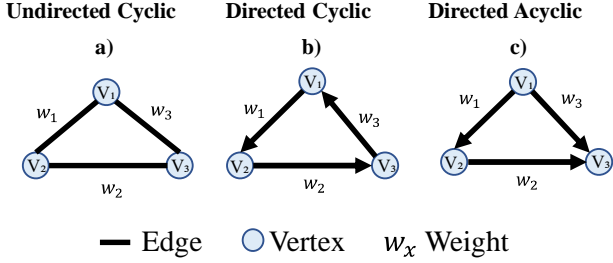 Undirected Cyclic
Directed Cyclic
Directed Acyclic
a)
b)
c)
V₁
V₁
V₁
w₁
w₃
w₁
w₃
w₁
w₃
V₂
V₃
V₂
V₃
V₂
V₃
w₂
w₂
w₂
Edge
Vertex
wₓ Weight